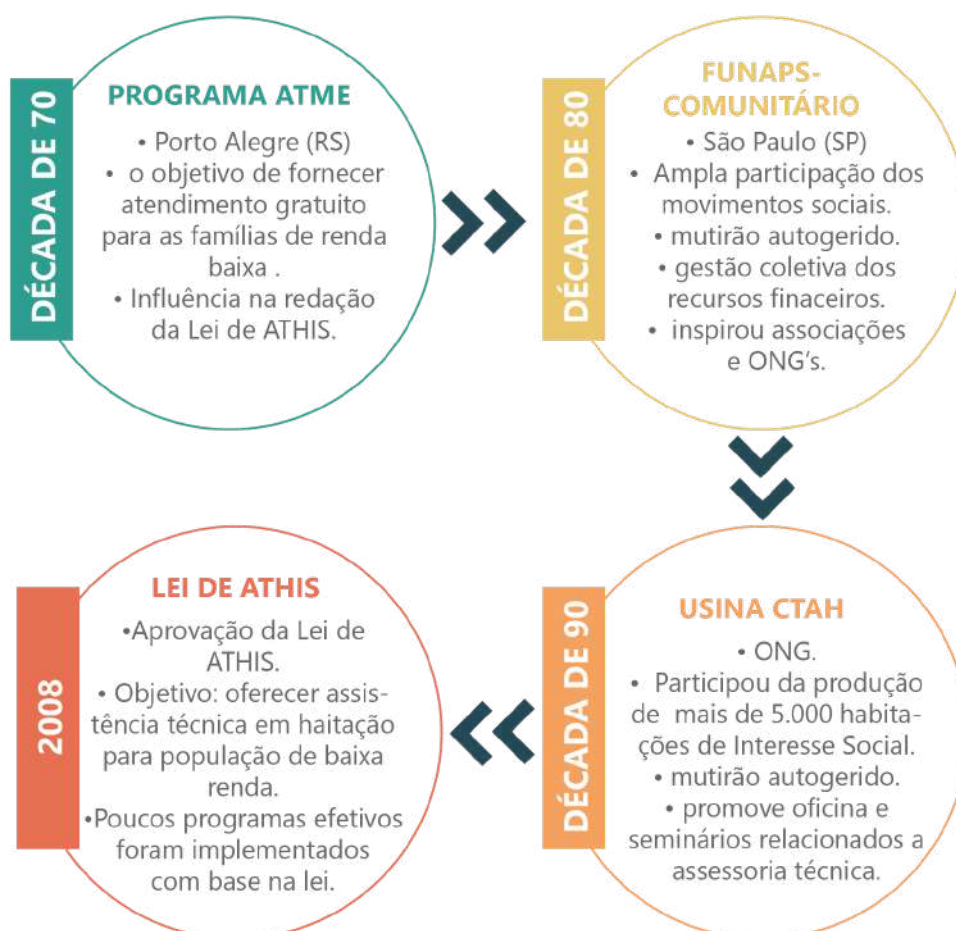 DÉCADA DE 70
PROGRAMA ATME
• Porto Alegre (RS)
• o objetivo de fornecer
atendimento gratuito
para as famílias de renda
baixa .
• Influência na redação
da Lei de ATHIS.
DÉCADA DE 80
FUNAPS-
COMUNITÁRIO
• São Paulo (SP)
• Ampla participação dos
movimentos sociais.
• mutirão autogerido.
• gestão coletiva dos
recursos finaceiros.
• inspirou associações
e ONG's.
DÉCADA DE 90
USINA CTAH
• ONG.
• Participou da produção
de mais de 5.000 habita-
ções de Interesse Social.
• mutirão autogerido.
• promove oficina e
seminários relacionados a
assessoria técnica.
2008
LEI DE ATHIS
•Aprovação da Lei de
ATHIS.
• Objetivo: oferecer assis-
tência técnica em haitação
para população de baixa
renda.
•Poucos programas efetivos
foram implementados
com base na lei.